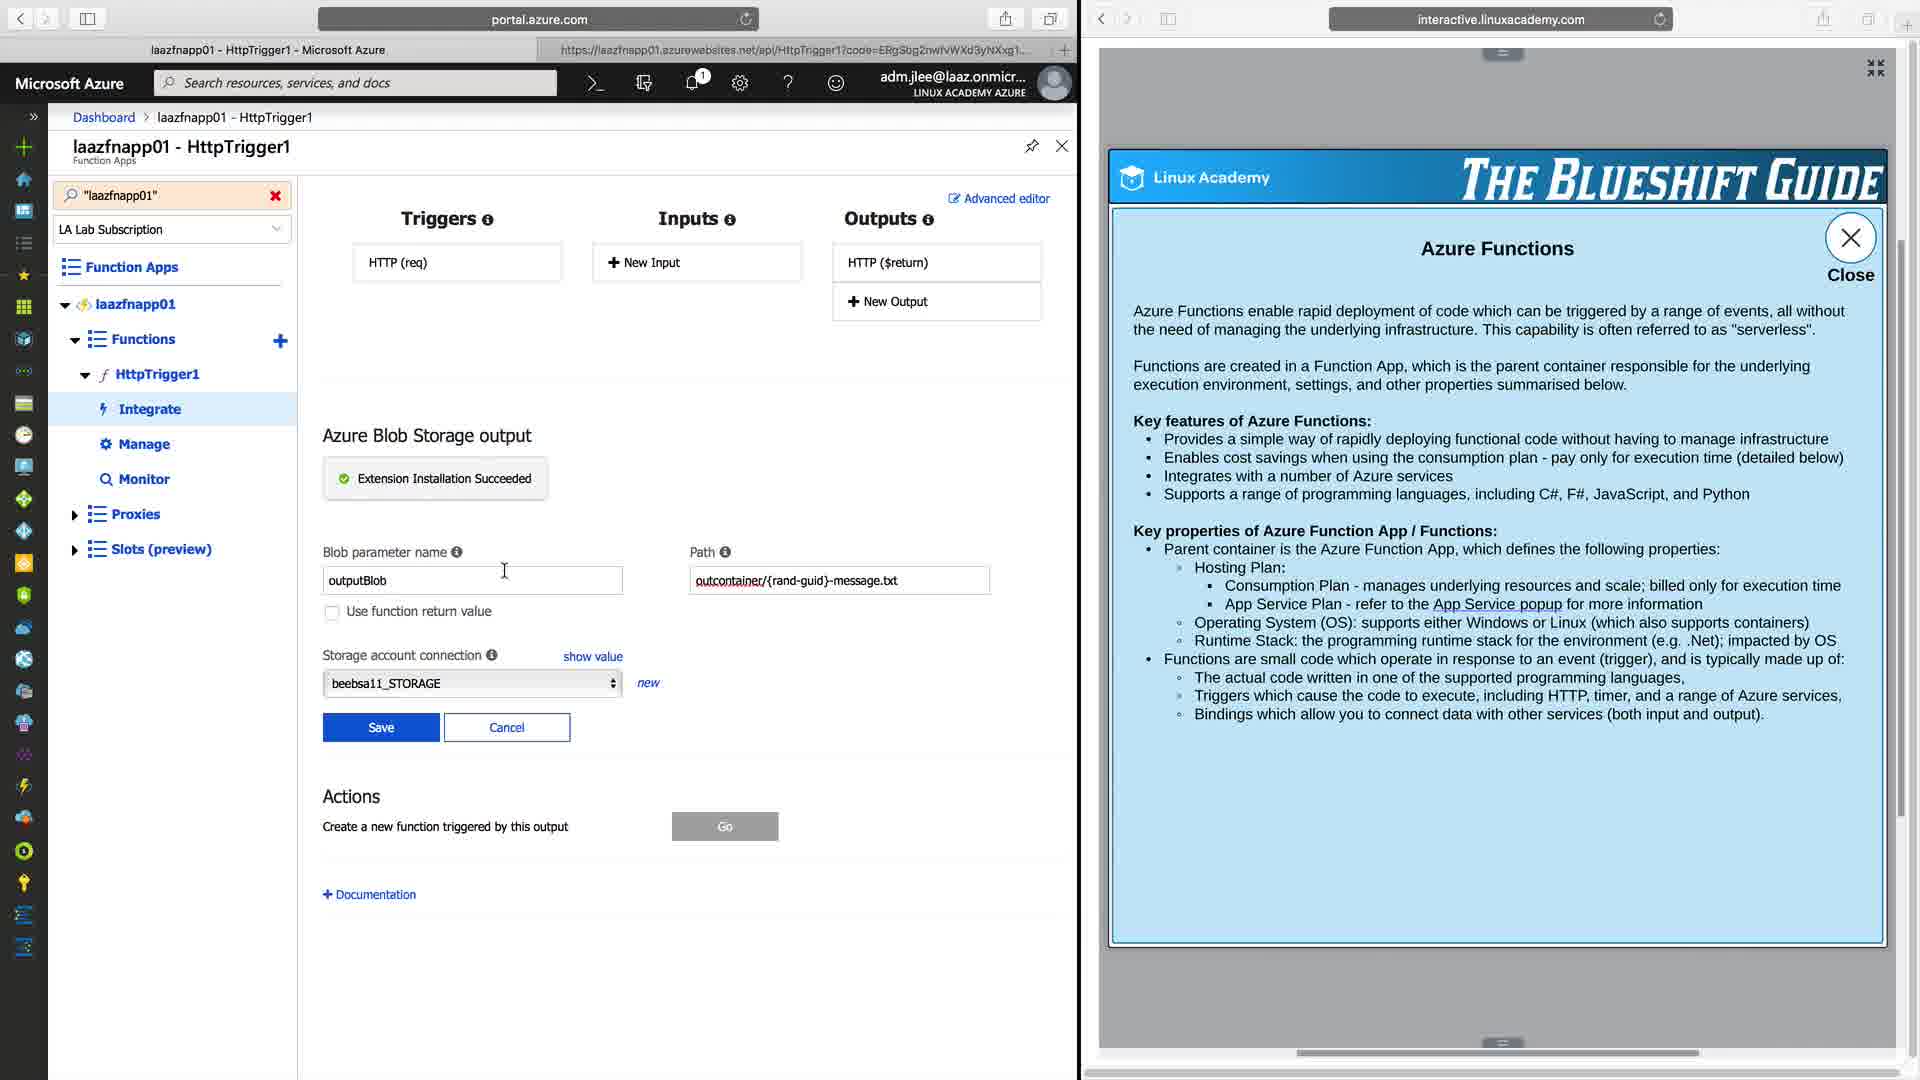 portal.azure.com
laazfnapp01 - HttpTrigger1 - Microsoft Azure
Microsoft Azure
Search resources, services, and docs
1
adm.jlee@laaz.onmicr...
LINUX ACADEMY AZURE
Dashboard > laazfnapp01 - HttpTrigger1
laazfnapp01 - HttpTrigger1
Function Apps
"laazfnapp01"
LA Lab Subscription
Function Apps
laazfnapp01
Functions
HttpTrigger1
Integrate
Manage
Monitor
Proxies
Slots (preview)
Advanced editor
Triggers
Inputs
Outputs
HTTP (req)
New Input
HTTP ($return)
New Output
Azure Blob Storage output
Extension Installation Succeeded
Blob parameter name
Path
outputBlob
outcontainer/{rand-guid}-message.txt
Use function return value
Storage account connection
show value
beebsa11_STORAGE
new
Save
Cancel
Actions
Create a new function triggered by this output
Go
Documentation
interactive.linuxacademy.com
Linux Academy
THE BLUESHIFT GUIDE
Azure Functions
Close
Azure Functions enable rapid deployment of code which can be triggered by a range of events, all without
the need of managing the underlying infrastructure. This capability is often referred to as "serverless".
Functions are created in a Function App, which is the parent container responsible for the underlying
execution environment, settings, and other properties summarised below.
Key features of Azure Functions:
• Provides a simple way of rapidly deploying functional code without having to manage infrastructure
• Enables cost savings when using the consumption plan - pay only for execution time (detailed below)
• Integrates with a number of Azure services
• Supports a range of programming languages, including C#, F#, JavaScript, and Python
Key properties of Azure Function App / Functions:
• Parent container is the Azure Function App, which defines the following properties:
◦ Hosting Plan:
▪ Consumption Plan - manages underlying resources and scale; billed only for execution time
▪ App Service Plan - refer to the App Service popup for more information
◦ Operating System (OS): supports either Windows or Linux (which also supports containers)
◦ Runtime Stack: the programming runtime stack for the environment (e.g. .Net); impacted by OS
• Functions are small code which operate in response to an event (trigger), and is typically made up of:
◦ The actual code written in one of the supported programming languages,
◦ Triggers which cause the code to execute, including HTTP, timer, and a range of Azure services,
◦ Bindings which allow you to connect data with other services (both input and output).